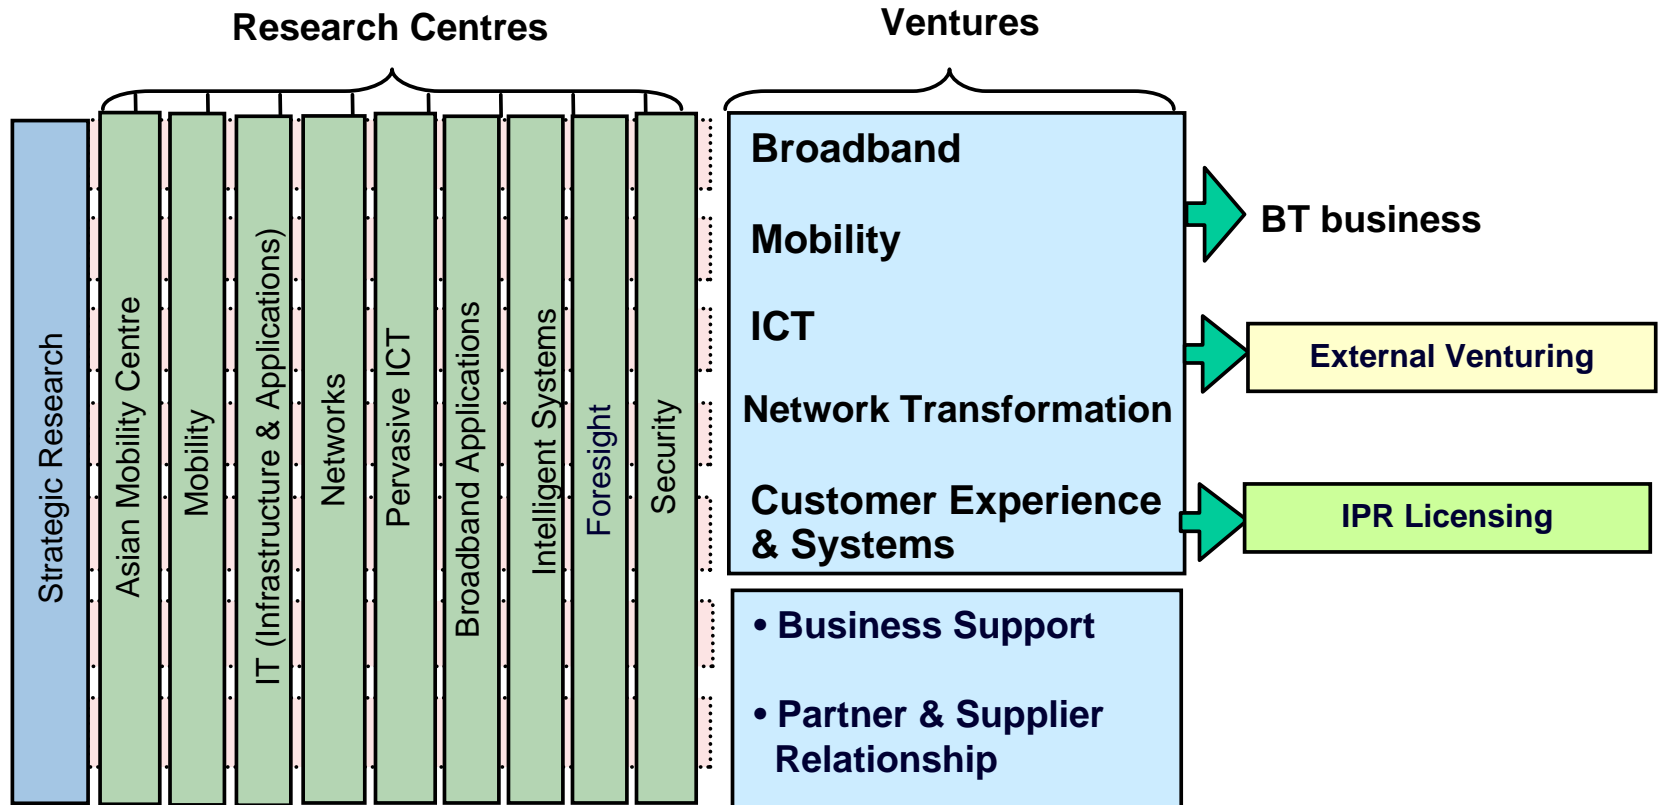 Research Centres
Ventures
Strategic Research
Asian Mobility Centre
Mobility
IT (Infrastructure & Applications)
Networks
Pervasive ICT
Broadband Applications
Intelligent Systems
Foresight
Security
Broadband
Mobility
ICT
Network Transformation
Customer Experience
& Systems
• Business Support
• Partner & Supplier
Relationship
BT business
External Venturing
IPR Licensing